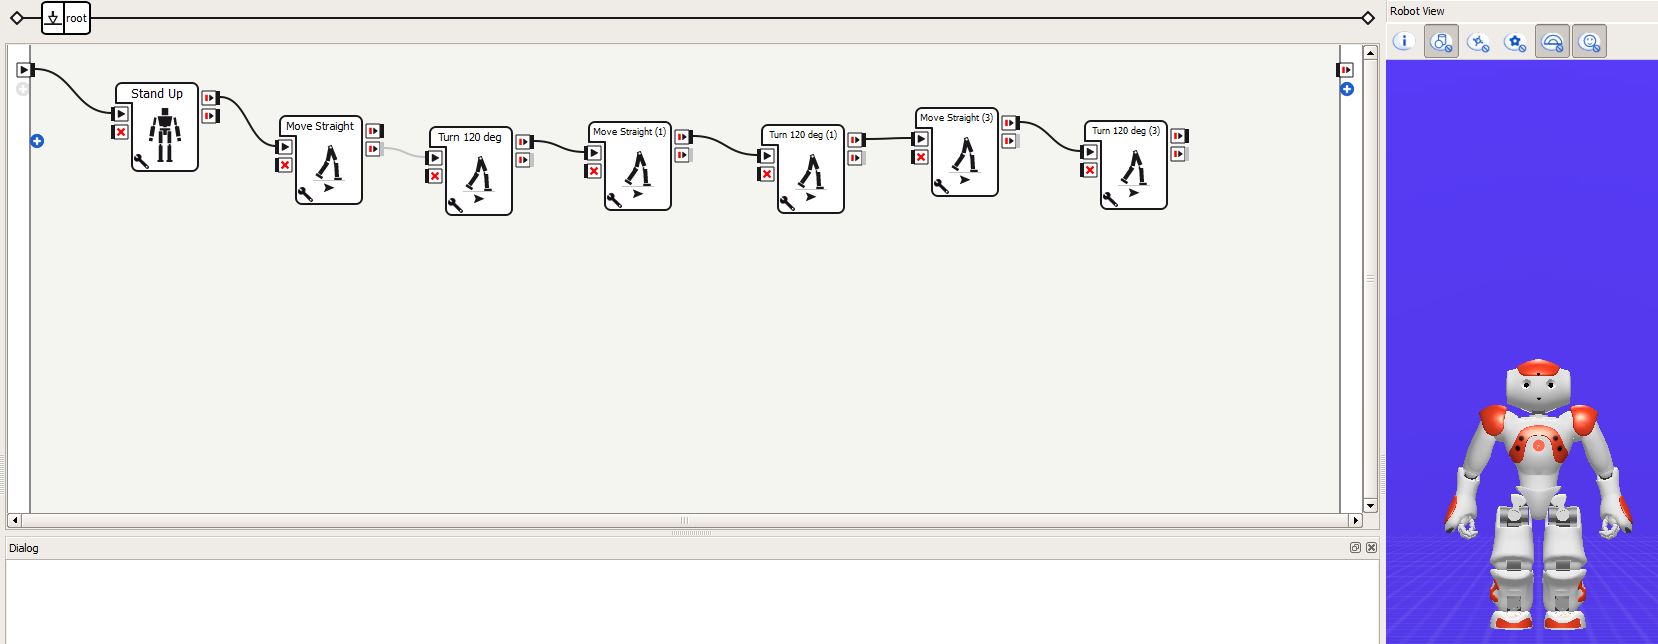 root
Robot View
Stand Up
Move Straight
Turn 120 deg
Move Straight (1)
Turn 120 deg (1)
Move Straight (3)
Turn 120 deg (3)
Dialog